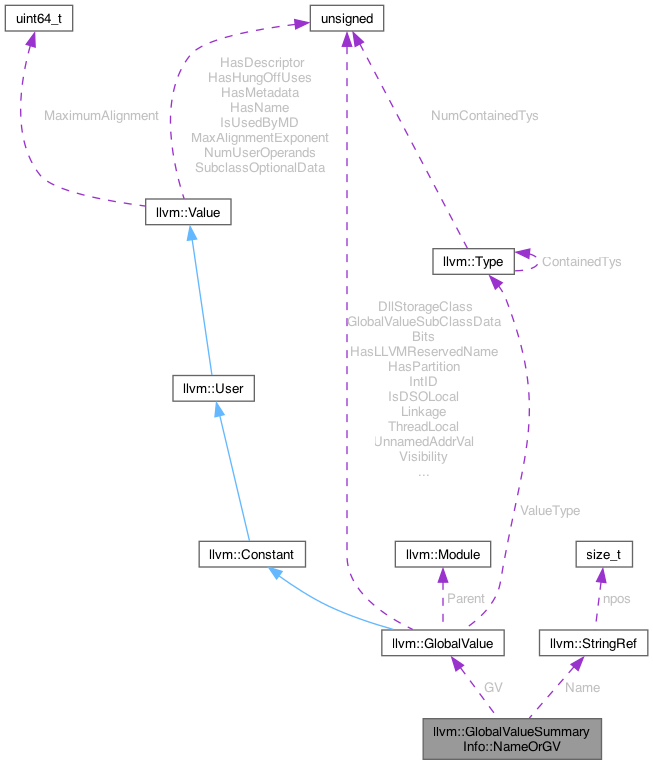 uint64_t
unsigned
HasDescriptor
HasHungOffUses
HasMetadata
HasName
IsUsedByMD
MaxAlignmentExponent
NumUserOperands
SubclassOptionalData
MaximumAlignment
NumContainedTys
llvm::Value
llvm::Type
ContainedTys
DllStorageClass
GlobalValueSubClassData
Bits
HasLLVMReservedName
HasPartition
IntID
IsDSOLocal
Linkage
ThreadLocal
UnnamedAddrVal
Visibility
...
llvm::User
ValueType
llvm::Constant
llvm::Module
size_t
Parent
npos
llvm::GlobalValue
llvm::StringRef
GV
Name
llvm::GlobalValueSummary
Info::NameOrGV